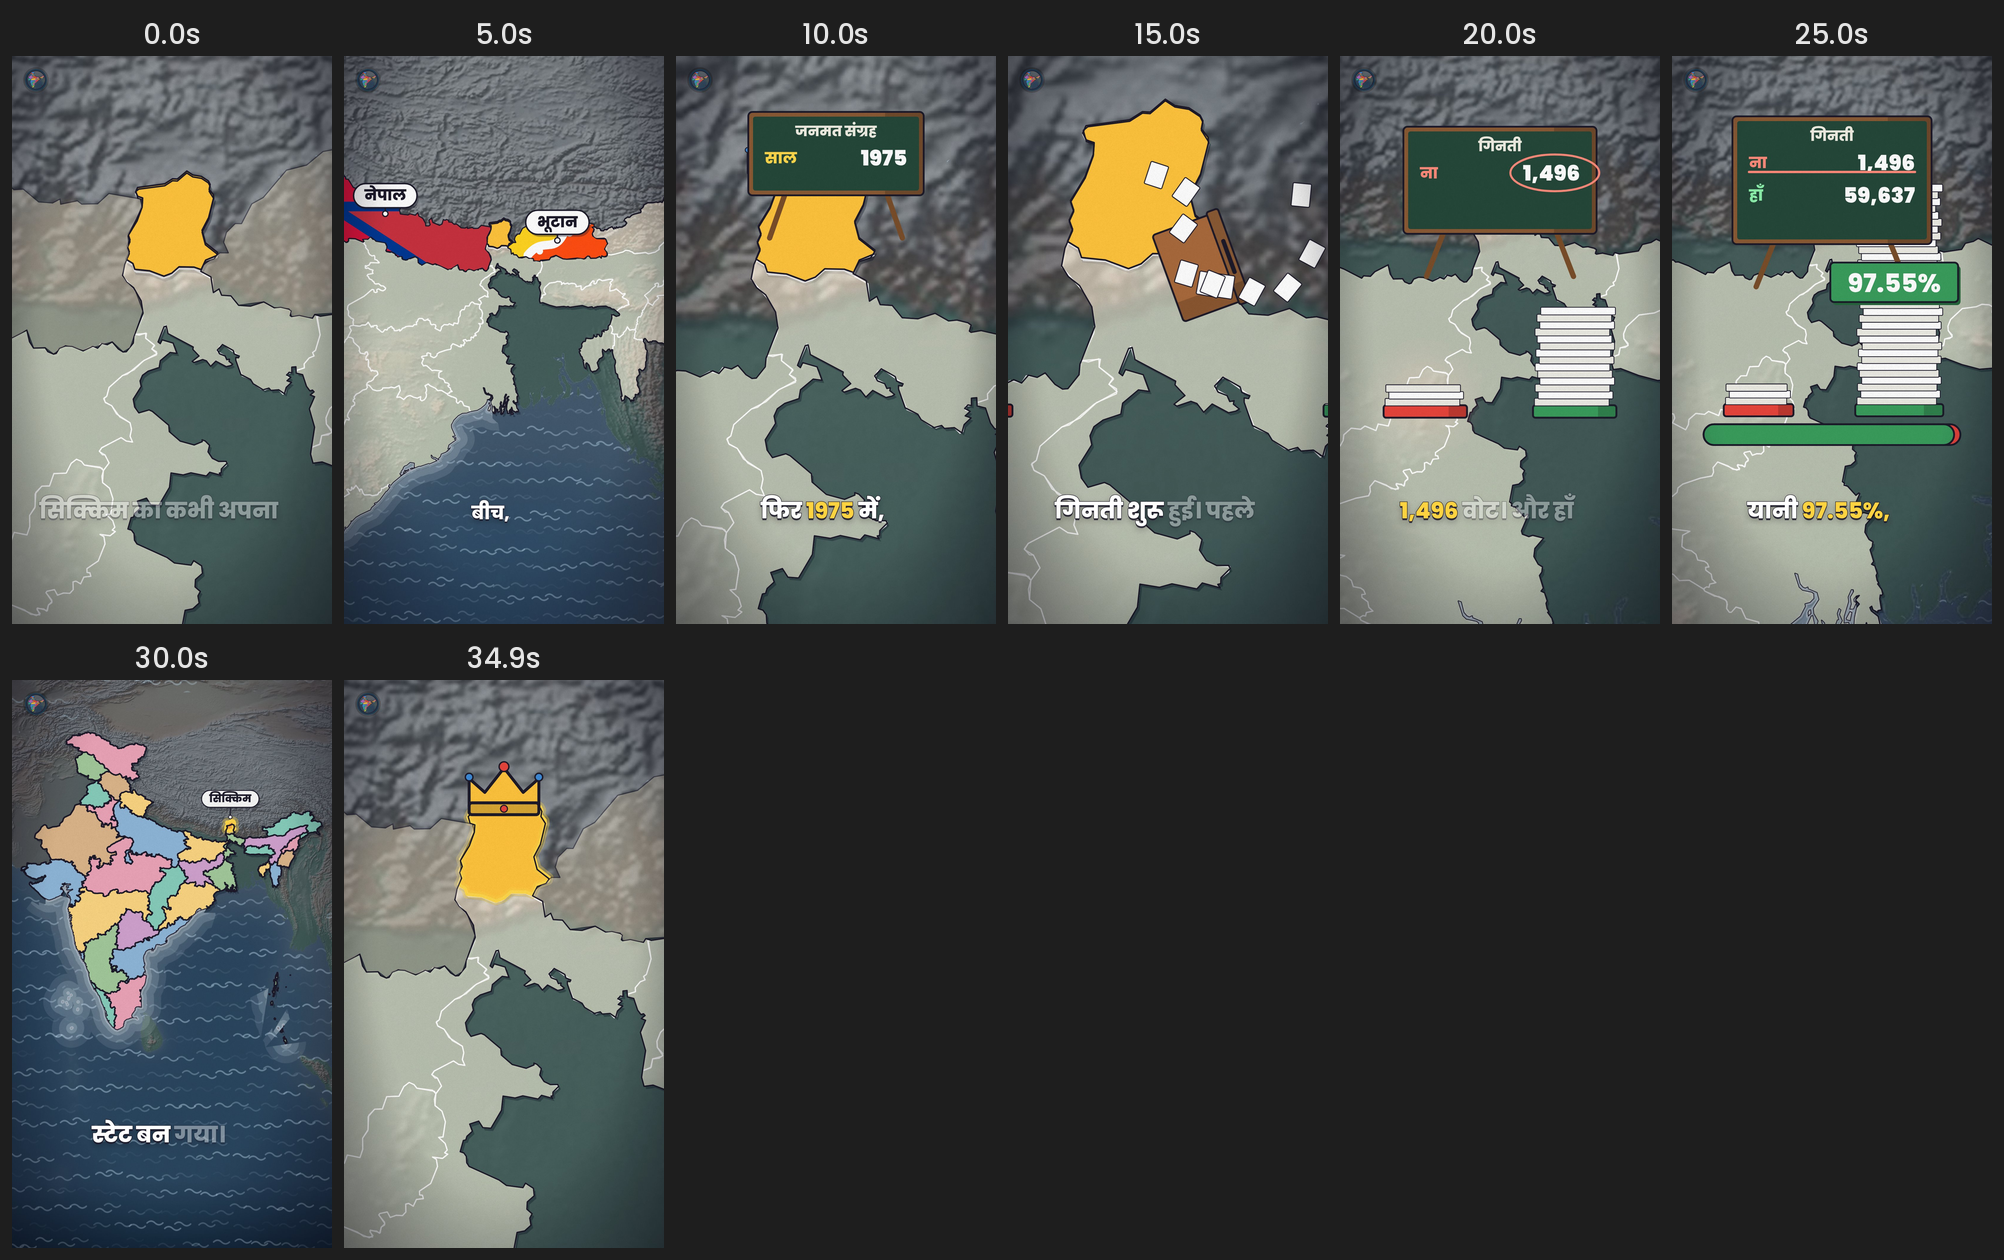 0.0s
सिक्किम का कभी अपना
5.0s
नेपाल
भूटान
बीच,
10.0s
जनमत संग्रह
साल 1975
फिर 1975 में,
15.0s
गिनती शुरू हुई। पहले
20.0s
गिनती
ना 1,496
1,496 वोट। और हाँ
25.0s
गिनती
ना 1,496
हाँ 59,637
97.55%
यानी 97.55%,
30.0s
सिक्किम
स्टेट बन गया।
34.9s